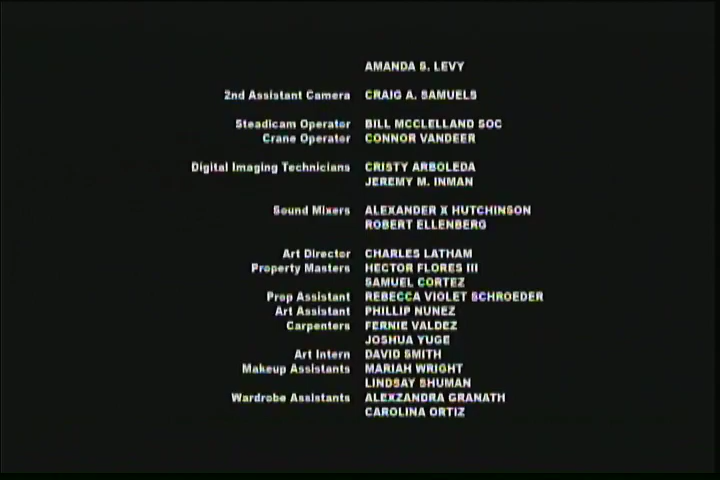 AMANDA S. LEVY
2nd Assistant Camera CRAIG A. SAMUELS
Steadicam Operator BILL MCCLELLAND SOC
Crane Operator CONNOR VANDEER
Digital Imaging Technicians CRISTY ARBOLEDA
JEREMY M. INMAN
Sound Mixers ALEXANDER X HUTCHINSON
ROBERT ELLENBERG
Art Director CHARLES LATHAM
Property Masters HECTOR FLORES III
SAMUEL CORTEZ
Prop Assistant REBECCA VIOLET SCHROEDER
Art Assistant PHILLIP NUNEZ
Carpenters FERNIE VALDEZ
JOSHUA YUGE
Art Intern DAVID SMITH
Makeup Assistants MARIAH WRIGHT
LINDSAY SHUMAN
Wardrobe Assistants ALEXZANDRA GRANATH
CAROLINA ORTIZ